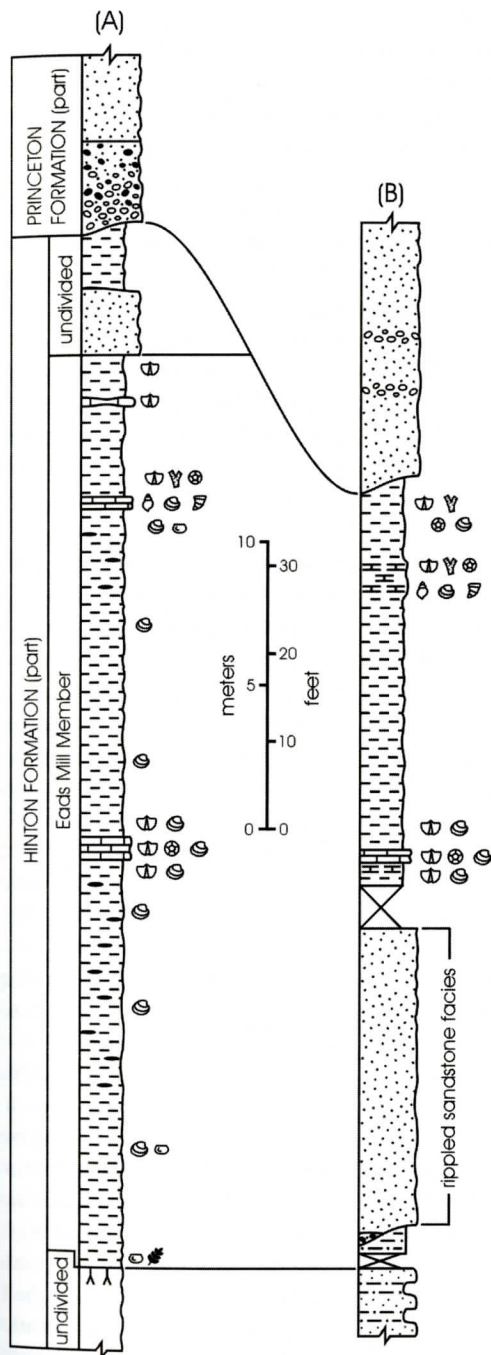 (A)
PRINCETON
FORMATION (part)
(B)
undivided
HINTON FORMATION (part)
Eads Mill Member
10
30
20
meters
5
feet
10
0
0
rippled sandstone facies
undivided